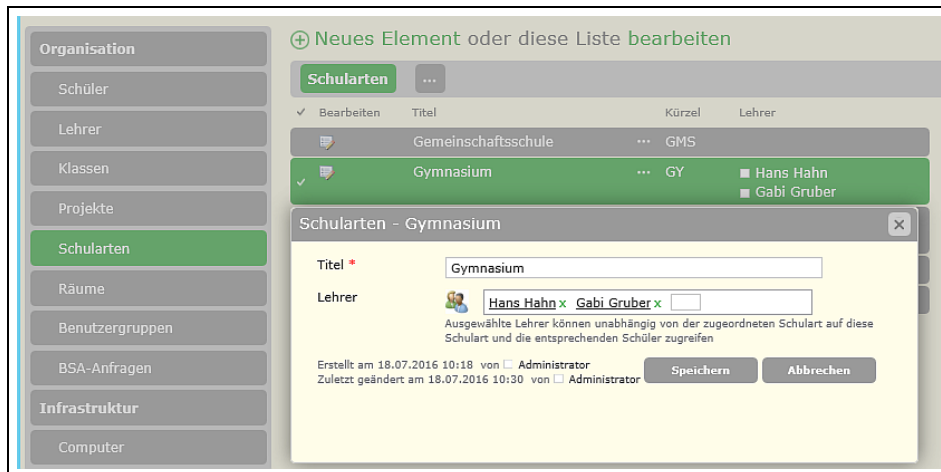 Organisation
Schüler
Lehrer
Klassen
Projekte
Schularten
Räume
Benutzergruppen
BSA-Anfragen
Infrastruktur
Computer
Neues Element oder diese Liste bearbeiten
Schularten ...
Bearbeiten Titel Kürzel Lehrer
Gemeinschaftsschule ... GMS
Gymnasium ... GY Hans Hahn
Gabi Gruber
Schularten - Gymnasium
Titel * Gymnasium
Lehrer Hans Hahn x Gabi Gruber x
Ausgewählte Lehrer können unabhängig von der zugeordneten Schulart auf diese
Schulart und die entsprechenden Schüler zugreifen
Erstellt am 18.07.2016 10:18 von Administrator
Zuletzt geändert am 18.07.2016 10:30 von Administrator
Speichern Abbrechen